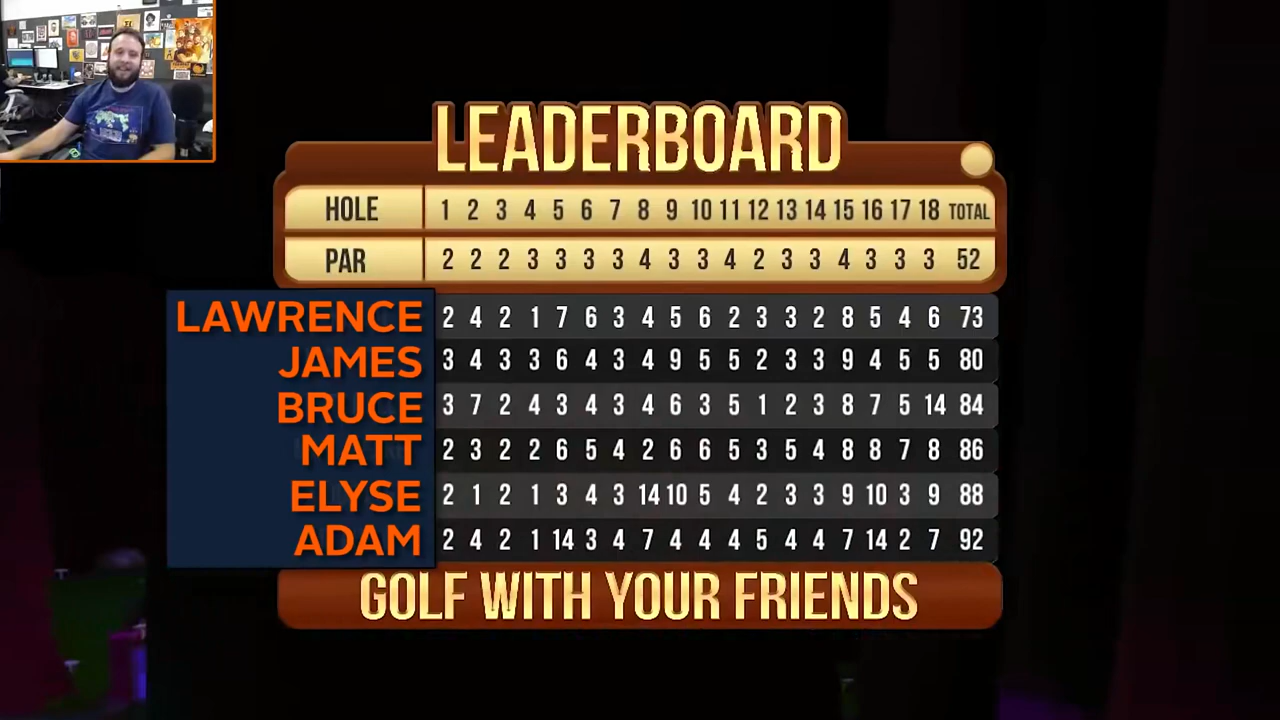 LEADERBOARD
HOLE 1 2 3 4 5 6 7 8 9 10 11 12 13 14 15 16 17 18 TOTAL
PAR 2 2 2 3 3 3 3 4 3 3 4 2 3 3 4 3 3 3 52
LAWRENCE 2 4 2 1 7 6 3 4 5 6 2 3 3 2 8 5 4 6 73
JAMES 3 4 3 3 6 4 3 4 9 5 5 2 3 3 9 4 5 5 80
BRUCE 3 7 2 4 3 4 3 4 6 3 5 1 2 3 8 7 5 14 84
MATT 2 3 2 2 6 5 4 2 6 6 5 3 5 4 8 8 7 8 86
ELYSE 2 1 2 1 3 4 3 14 10 5 4 2 3 3 9 10 3 9 88
ADAM 2 4 2 1 14 3 4 7 4 4 4 5 4 4 7 14 2 7 92
GOLF WITH YOUR FRIENDS